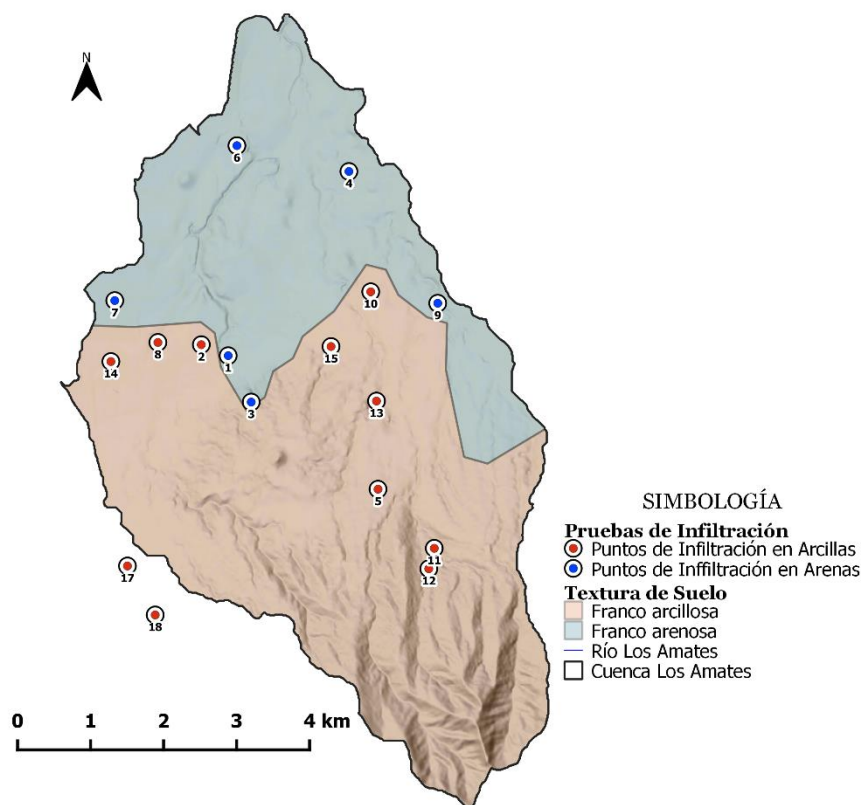 N
6
4
7
10
9
8
2
1
15
14
3
13
5
11
12
17
18
SIMBOLOGÍA
Pruebas de Infiltración
Puntos de Infiltración en Arcillas
Puntos de Inffiltración en Arenas
Textura de Suelo
Franco arcillosa
Franco arenosa
Río Los Amates
Cuenca Los Amates
0 1 2 3 4 km